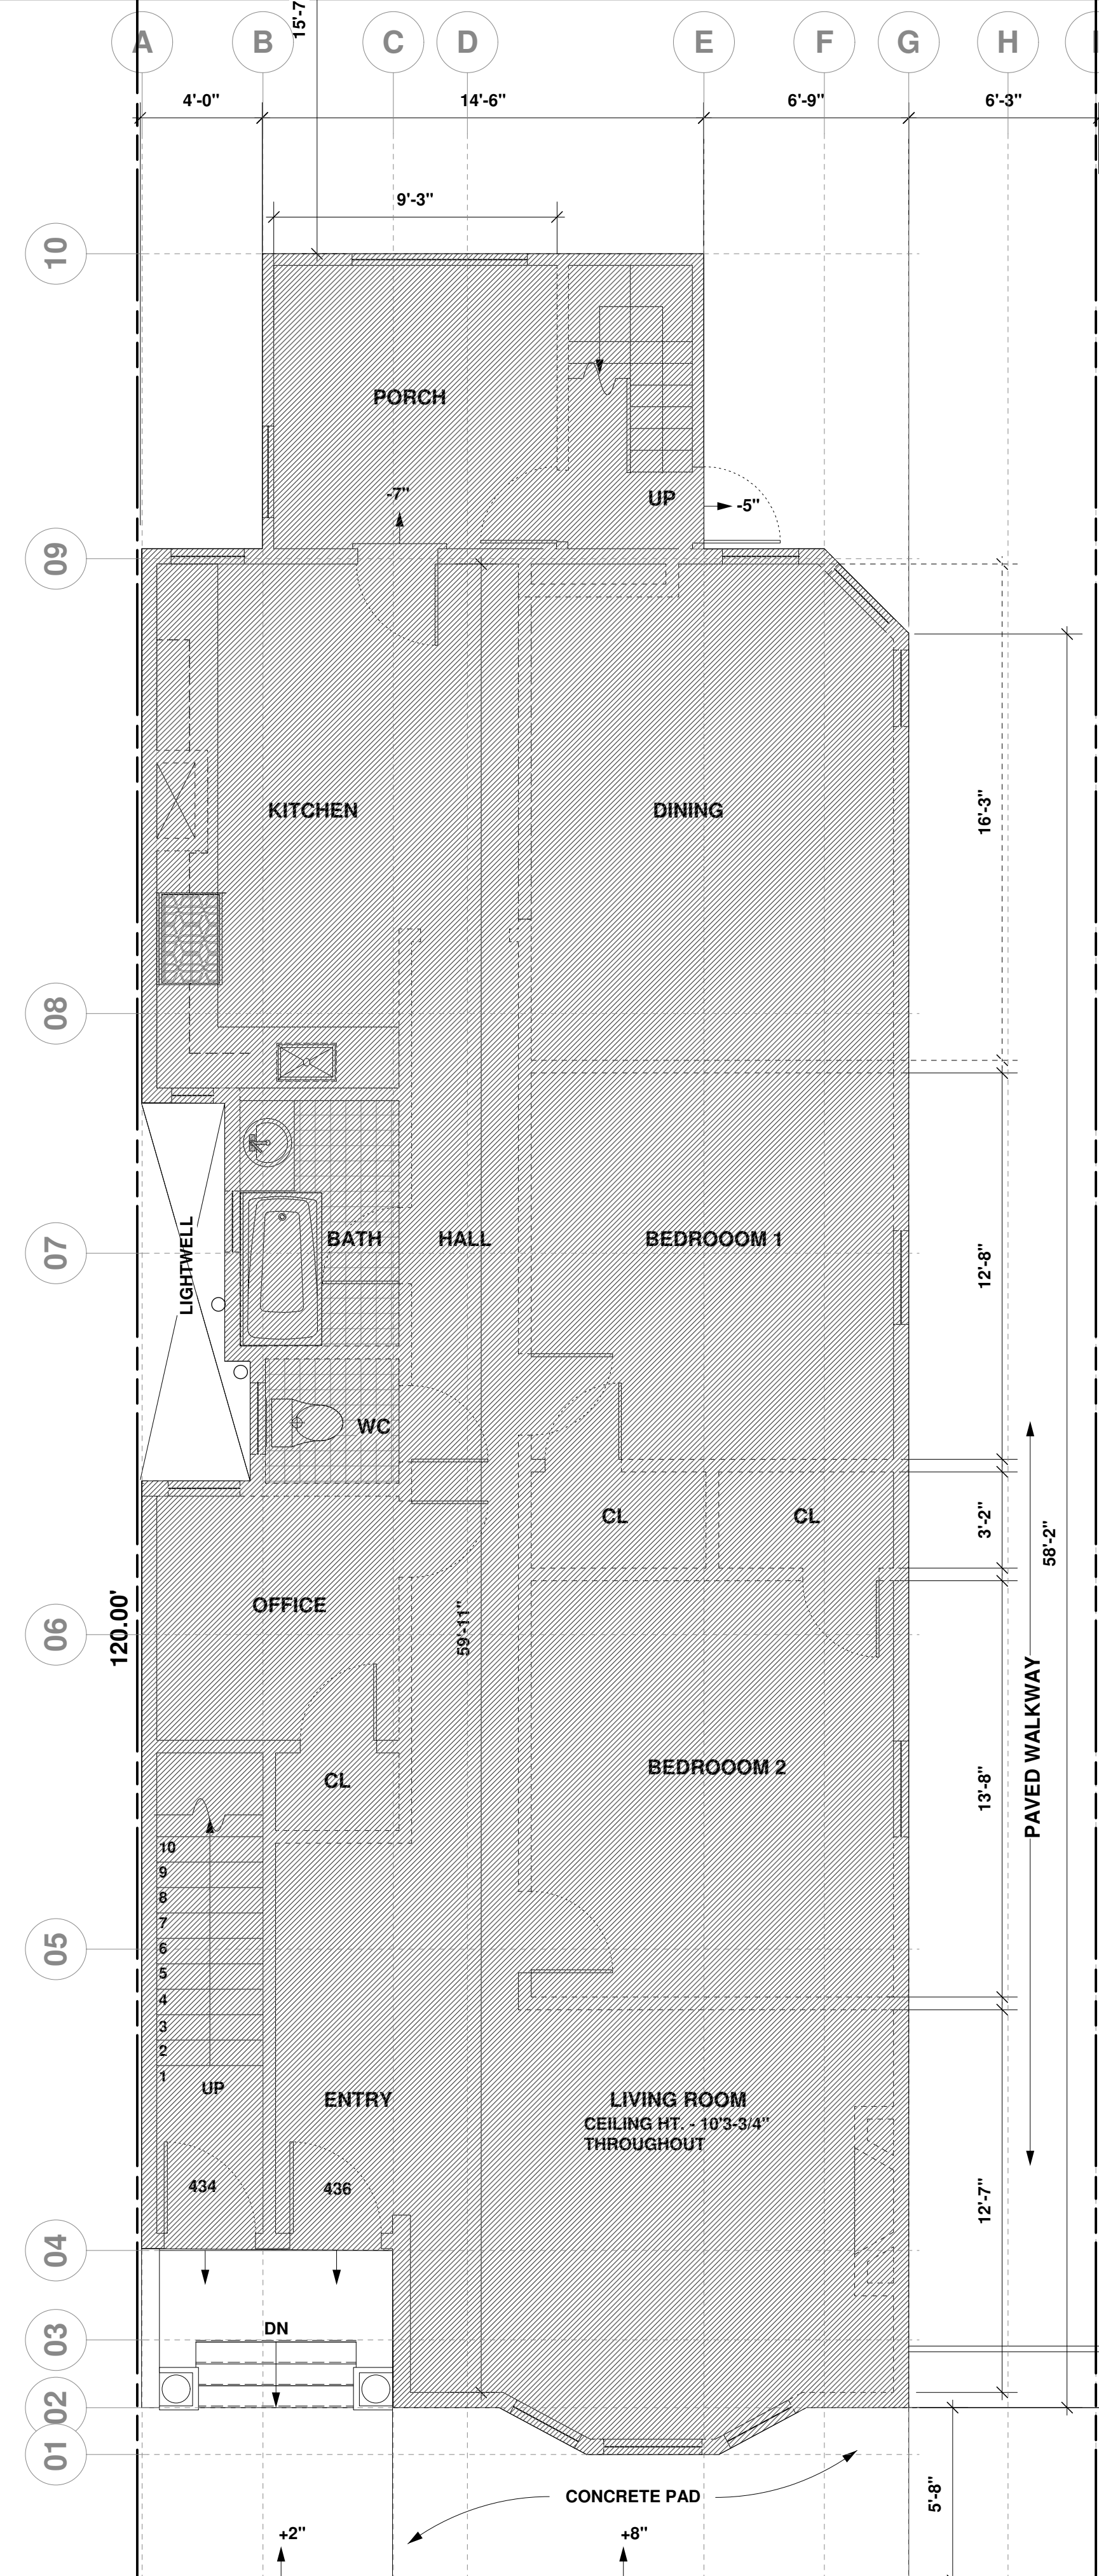 15'-7
A
B
C
D
E
F
G
H
4'-0"
14'-6"
6'-9"
6'-3"
9'-3"
10
PORCH
-7"
UP
-5"
09
KITCHEN
DINING
16'-3"
08
LIGHTWELL
BATH
HALL
BEDROOOM 1
07
12'-8"
WC
CL
CL
3'-2"
58'-2"
OFFICE
120.00'
06
59'-11"
PAVED WALKWAY
BEDROOOM 2
CL
13'-8"
10
9
8
7
6
5
4
3
2
1
05
UP
ENTRY
LIVING ROOM
CEILING HT. - 10'3-3/4"
THROUGHOUT
434
436
12'-7"
04
DN
03
02
01
CONCRETE PAD
5'-8"
+2"
+8"